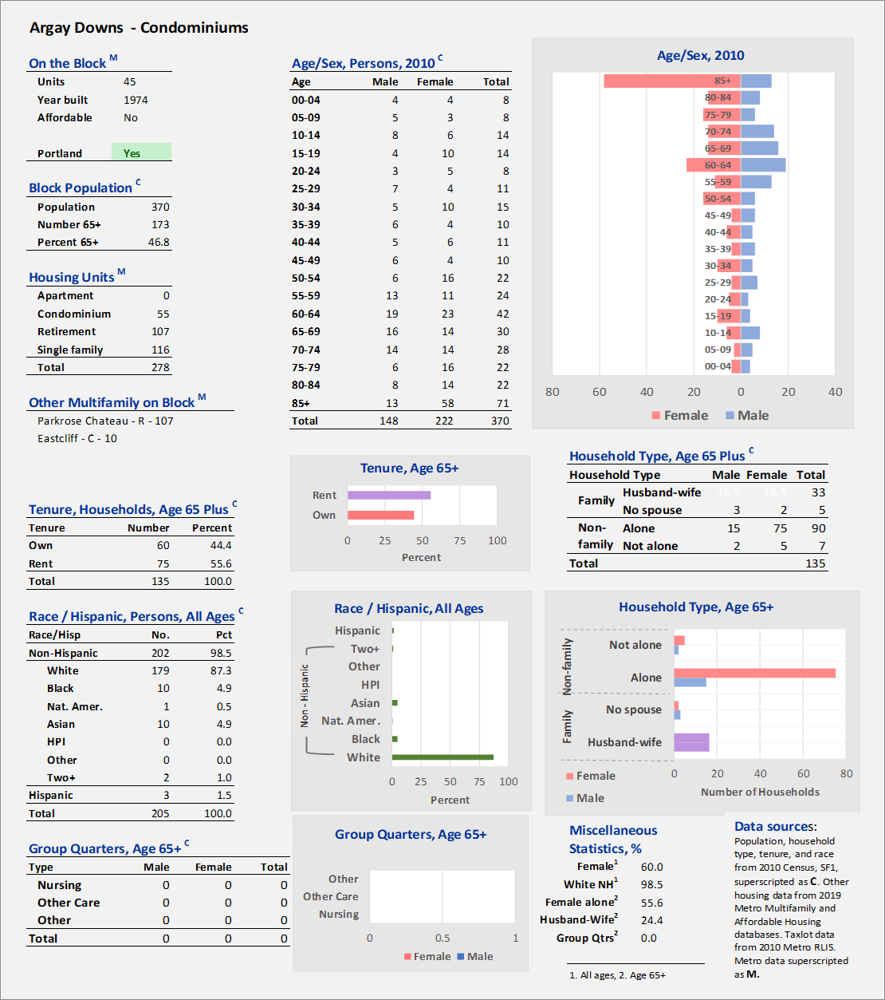 Argay Downs - Condominiums
On the Block M
Units 45
Year built 1974
Affordable No
Portland Yes
Block Population C
Population 370
Number 65+ 173
Percent 65+ 46.8
Housing Units M
Apartment 0
Condominium 55
Retirement 107
Single family 116
Total 278
Other Multifamily on Block M
Parkrose Chateau - R - 107
Eastcliff - C - 10
Age/Sex, Persons, 2010 C
Age Male Female Total
00-04 4 4 8
05-09 5 3 8
10-14 8 6 14
15-19 4 10 14
20-24 3 5 8
25-29 7 4 11
30-34 5 10 15
35-39 6 4 10
40-44 5 6 11
45-49 6 4 10
50-54 6 16 22
55-59 13 11 24
60-64 19 23 42
65-69 16 14 30
70-74 14 14 28
75-79 6 16 22
80-84 8 14 22
85+ 13 58 71
Total 148 222 370
Age/Sex, 2010
85+
80-84
75-79
70-74
65-69
60-64
55-59
50-54
45-49
40-44
35-39
30-34
25-29
20-24
15-19
10-14
05-09
00-04
80 60 40 20 0 20 40
Female Male
Tenure, Households, Age 65 Plus C
Tenure Number Percent
Own 60 44.4
Rent 75 55.6
Total 135 100.0
Tenure, Age 65+
Rent
Own
0 25 50 75 100
Percent
Household Type, Age 65 Plus C
Household Type Male Female Total
Family
Husband-wife 16.5 16.5 33
No spouse 3 2 5
Non-
family
Alone 15 75 90
Not alone 2 5 7
Total 135
Race / Hispanic, Persons, All Ages C
Race/Hisp No. Pct
Non-Hispanic 202 98.5
White 179 87.3
Black 10 4.9
Nat. Amer. 1 0.5
Asian 10 4.9
HPI 0 0.0
Other 0 0.0
Two+ 2 1.0
Hispanic 3 1.5
Total 205 100.0
Race / Hispanic, All Ages
Non - Hispanic
Hispanic
Two+
Other
HPI
Asian
Nat. Amer.
Black
White
0 25 50 75 100
Percent
Household Type, Age 65+
Non-family
Not alone
Alone
Family
No spouse
Husband-wife
0 20 40 60 80
Number of Households
Female
Male
Group Quarters, Age 65+ C
Type Male Female Total
Nursing 0 0 0
Other Care 0 0 0
Other 0 0 0
Total 0 0 0
Group Quarters, Age 65+
Other
Other Care
Nursing
0 0.5 1
Female Male
Miscellaneous
Statistics, %
Female1 60.0
White NH1 98.5
Female alone2 55.6
Husband-Wife2 24.4
Group Qtrs2 0.0
1. All ages, 2. Age 65+
Data sources:
Population, household
type, tenure, and race
from 2010 Census, SF1,
superscripted as C. Other
housing data from 2019
Metro Multifamily and
Affordable Housing
databases. Taxlot data
from 2010 Metro RLIS.
Metro data superscripted
as M.